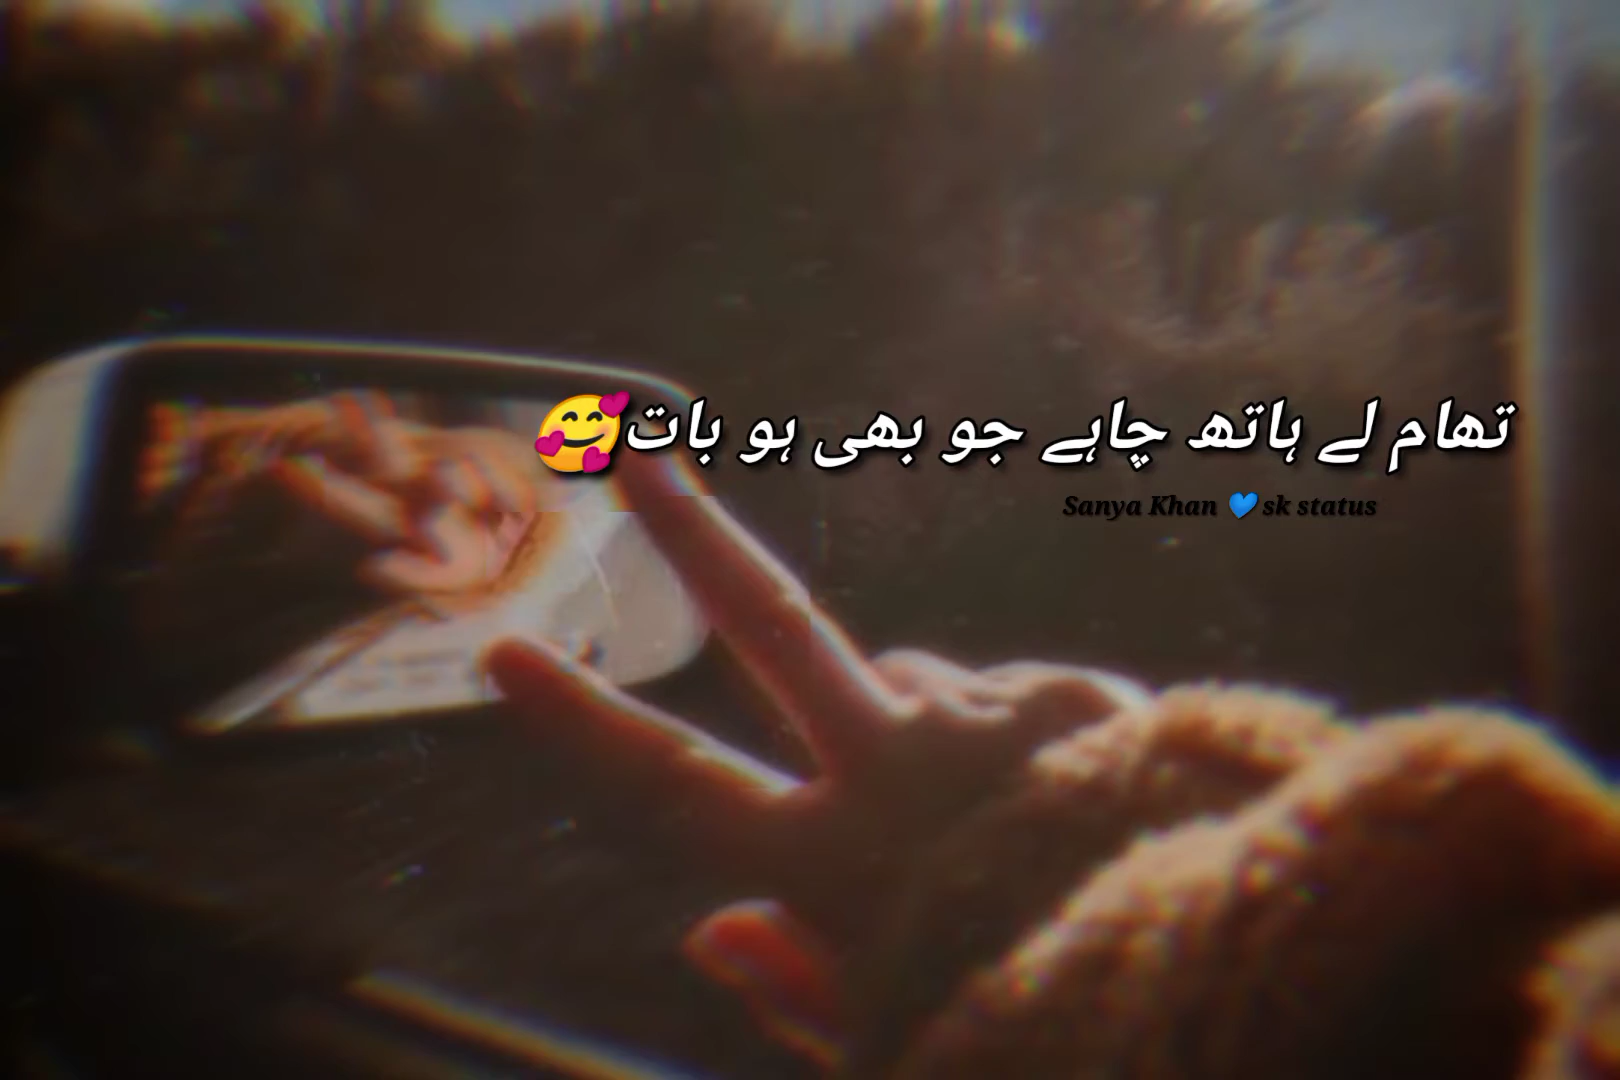 تھام لے ہاتھ چاہے جو بھی ہو بات🥰
Sanya Khan 💙 sk status